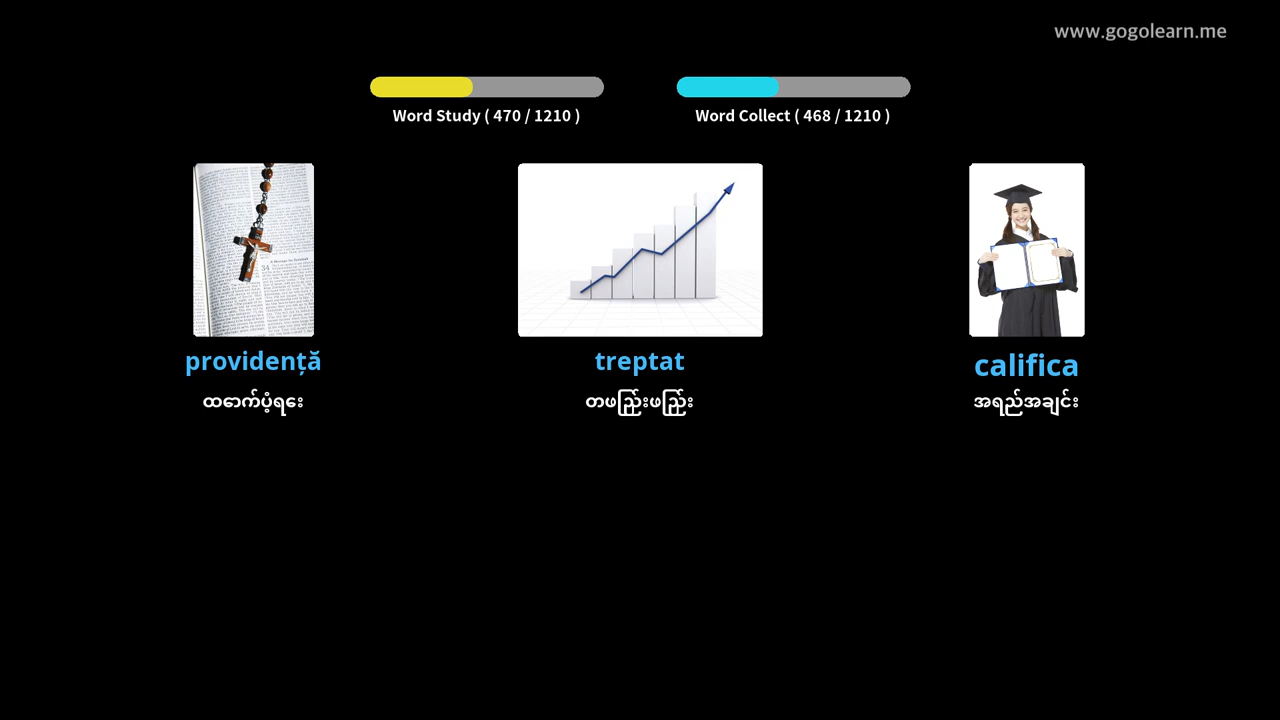 www.gogolearn.me
Word Study ( 470 / 1210 )
Word Collect ( 468 / 1210 )
providență
treptat
califica
ထောက်ပံ့ရေး
တဖြည်းဖြည်း
အရည်အချင်း